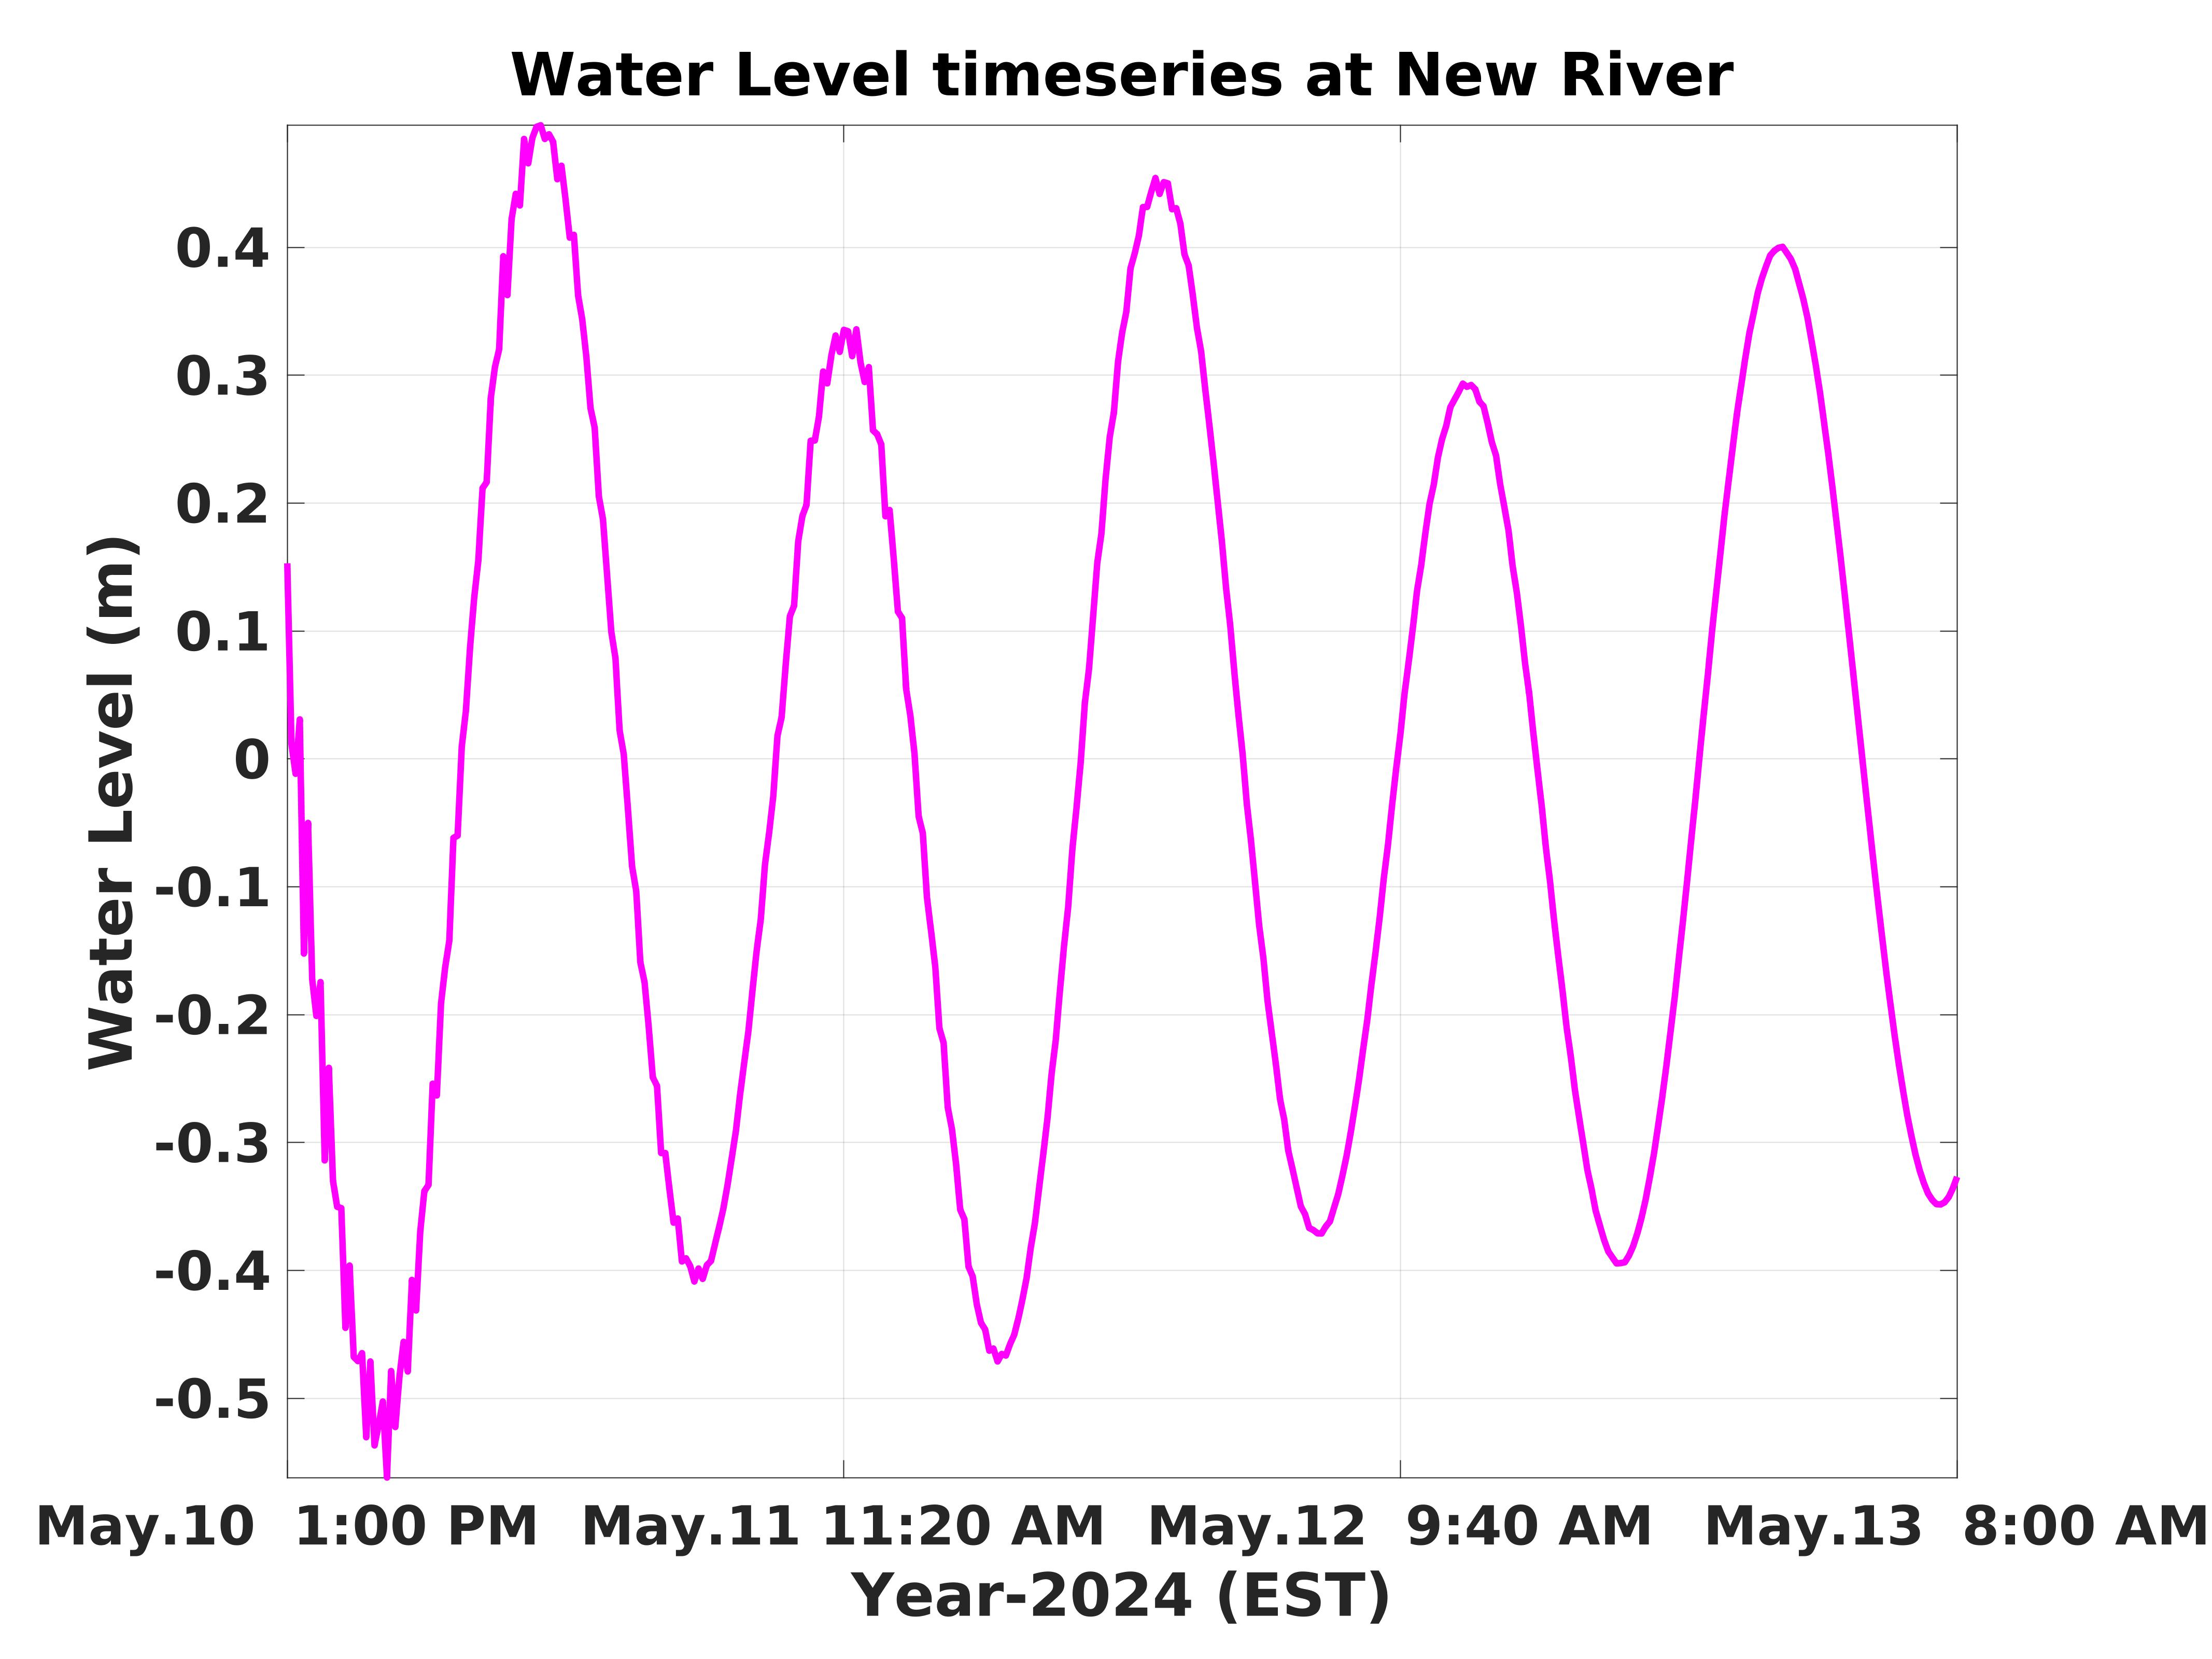 Water Level timeseries at New River
Water Level (m)
0.4
0.3
0.2
0.1
0
-0.1
-0.2
-0.3
-0.4
-0.5
May.10 1:00 PM May.11 11:20 AM May.12 9:40 AM May.13 8:00 AM
Year-2024 (EST)